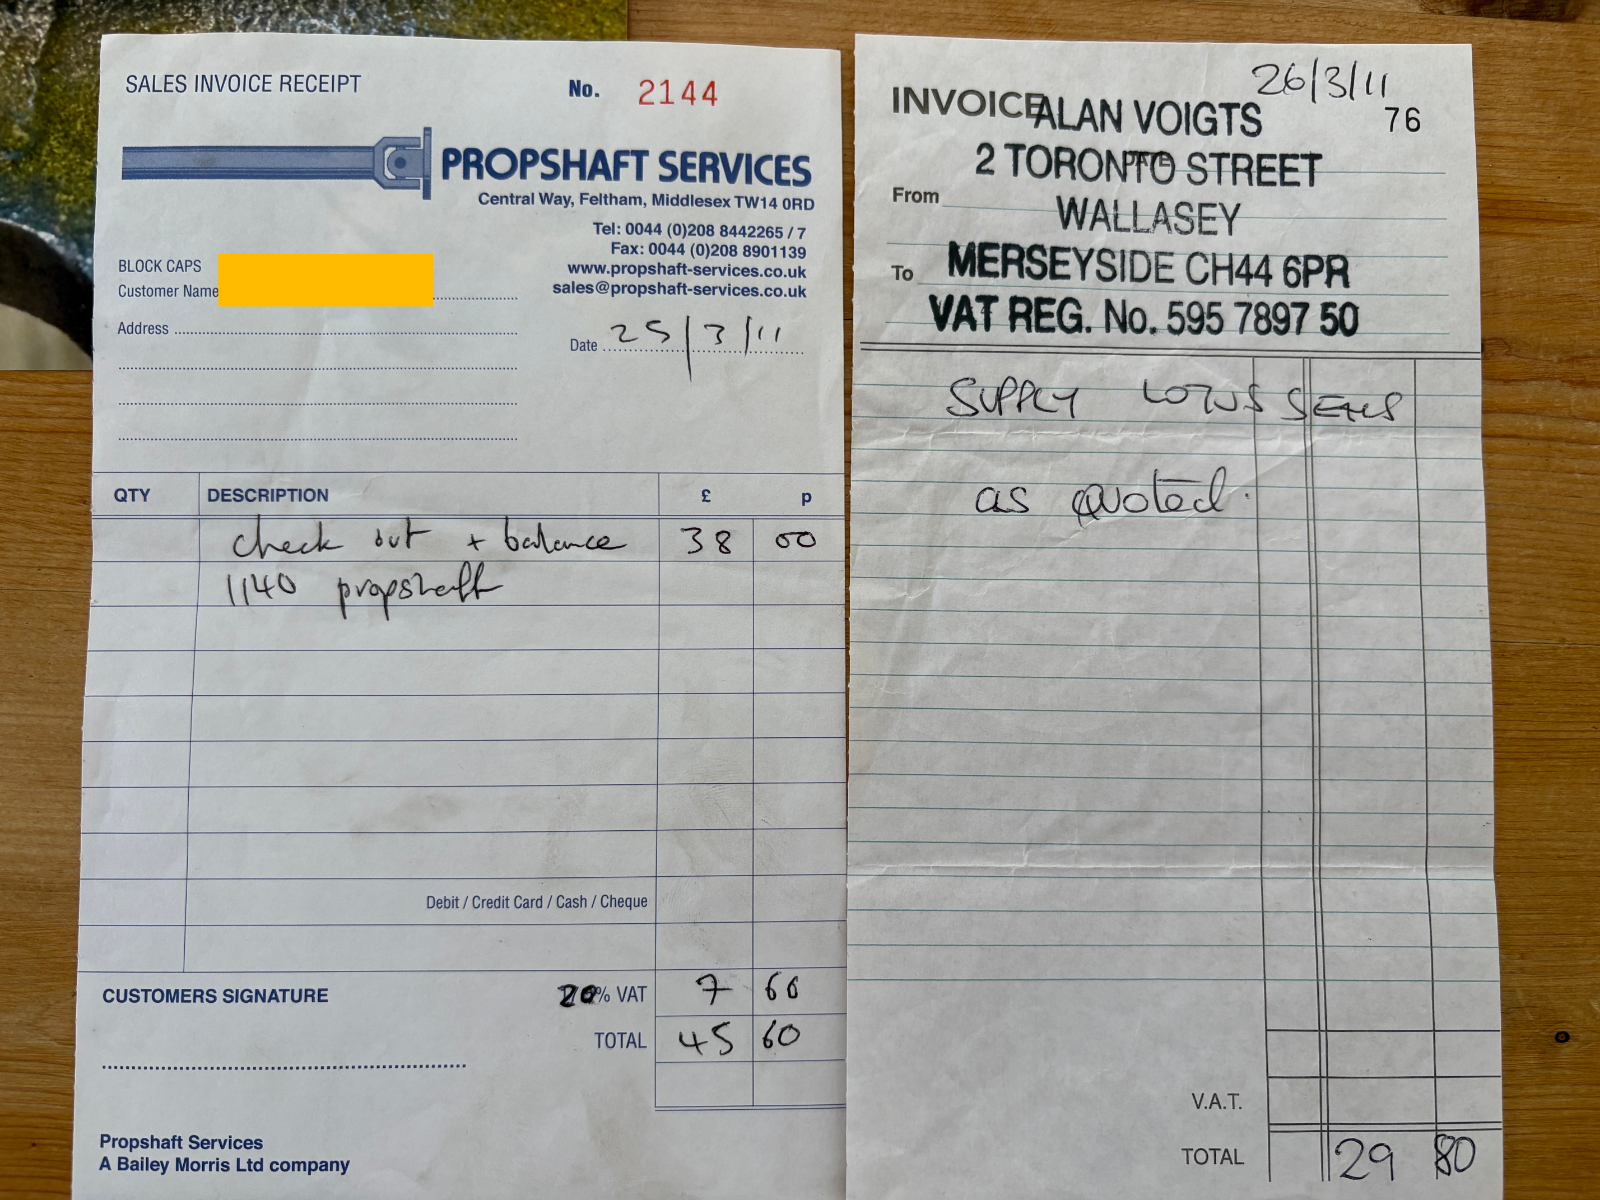 SALES INVOICE RECEIPT
No. 2144
PROPSHAFT SERVICES
Central Way, Feltham, Middlesex TW14 0RD
Tel: 0044 (0)208 8442265 / 7
Fax: 0044 (0)208 8901139
www.propshaft-services.co.uk
sales@propshaft-services.co.uk
BLOCK CAPS
Customer Name
Address
Date 25/3/11
QTY DESCRIPTION £ p
check out + balance 38 00
1140 propshaft
Debit / Credit Card / Cash / Cheque
CUSTOMERS SIGNATURE 20% VAT 7 60
TOTAL 45 60
Propshaft Services
A Bailey Morris Ltd company
26/3/11
INVOICE ALAN VOIGTS 76
2 TORONTO STREET
From
WALLASEY
To MERSEYSIDE CH44 6PR
VAT REG. No. 595 7897 50
SUPPLY LOTUS SEALS
as quoted.
V.A.T.
TOTAL 29 80